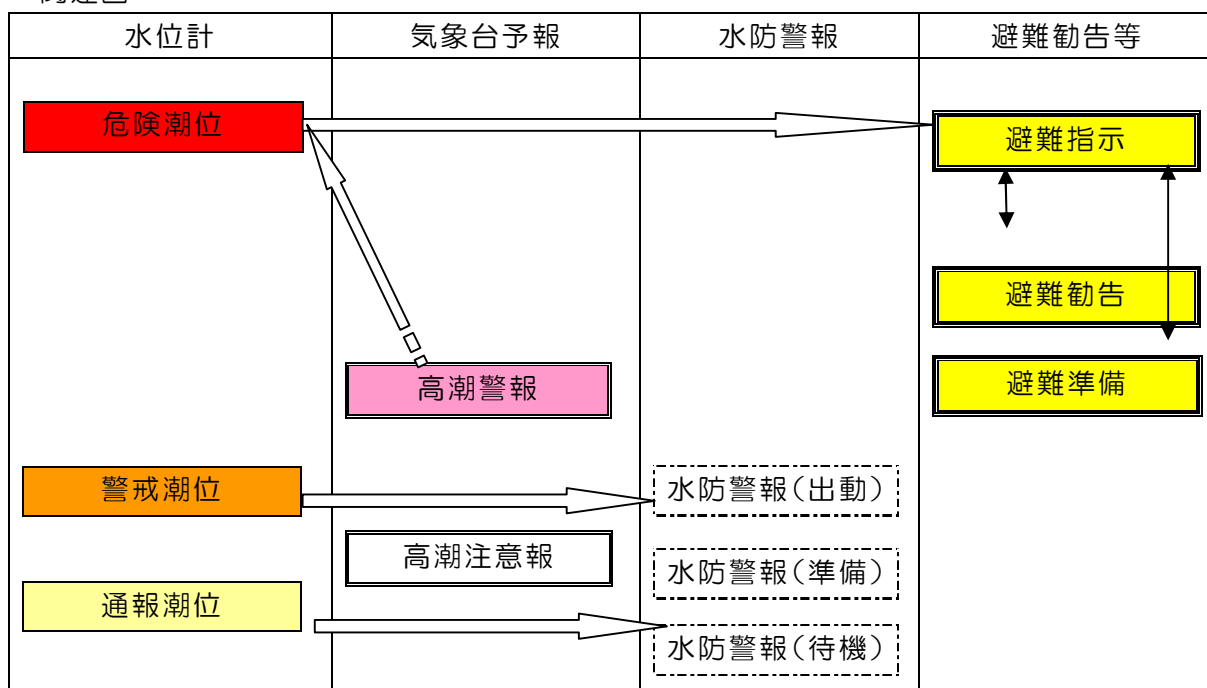 水位計
気象台予報
水防警報
避難勧告等
危険潮位
避難指示
避難勧告
高潮警報
避難準備
警戒潮位
水防警報(出動)
高潮注意報
水防警報(準備)
通報潮位
水防警報(待機)